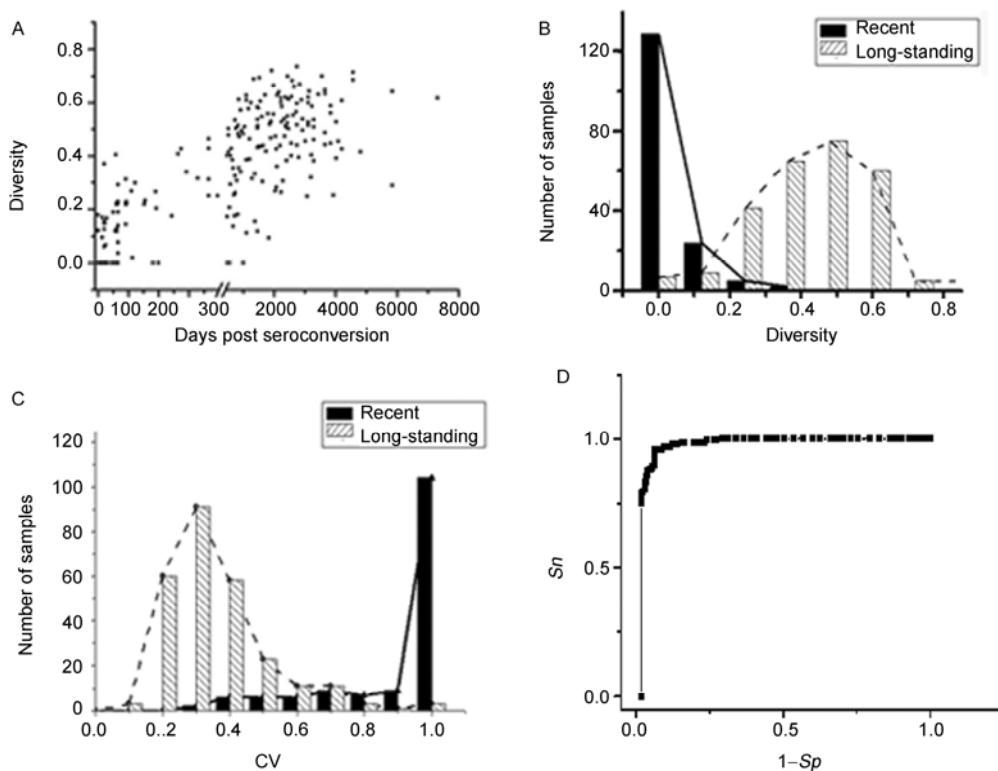 A
0.8
0.6
0.4
0.2
0.0
Diversity
0 100 200 300 2000 4000 6000 8000
Days post seroconversion
B
Recent
Long-standing
120
80
40
0
Number of samples
0.0 0.2 0.4 0.6 0.8
Diversity
C
Recent
Long-standing
120
100
80
60
40
20
0
Number of samples
0.0 0..2 0.4 0.6 0.8 1.0
CV
D
1.0
0.5
0.0
Sn
0.0 0.5 1.0
1–Sp